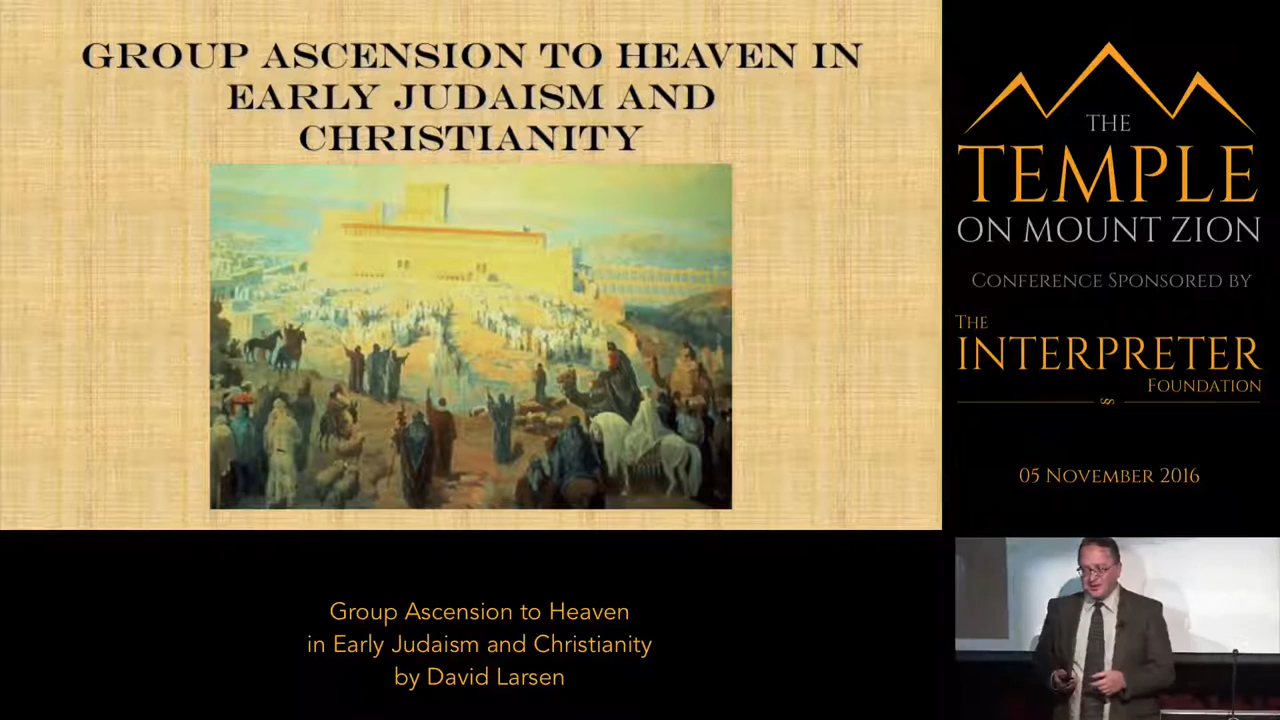 GROUP ASCENSION TO HEAVEN IN
EARLY JUDAISM AND
CHRISTIANITY
THE
TEMPLE
ON MOUNT ZION
CONFERENCE SPONSORED BY
THE
INTERPRETER
FOUNDATION
05 NOVEMBER 2016
Group Ascension to Heaven
in Early Judaism and Christianity
by David Larsen